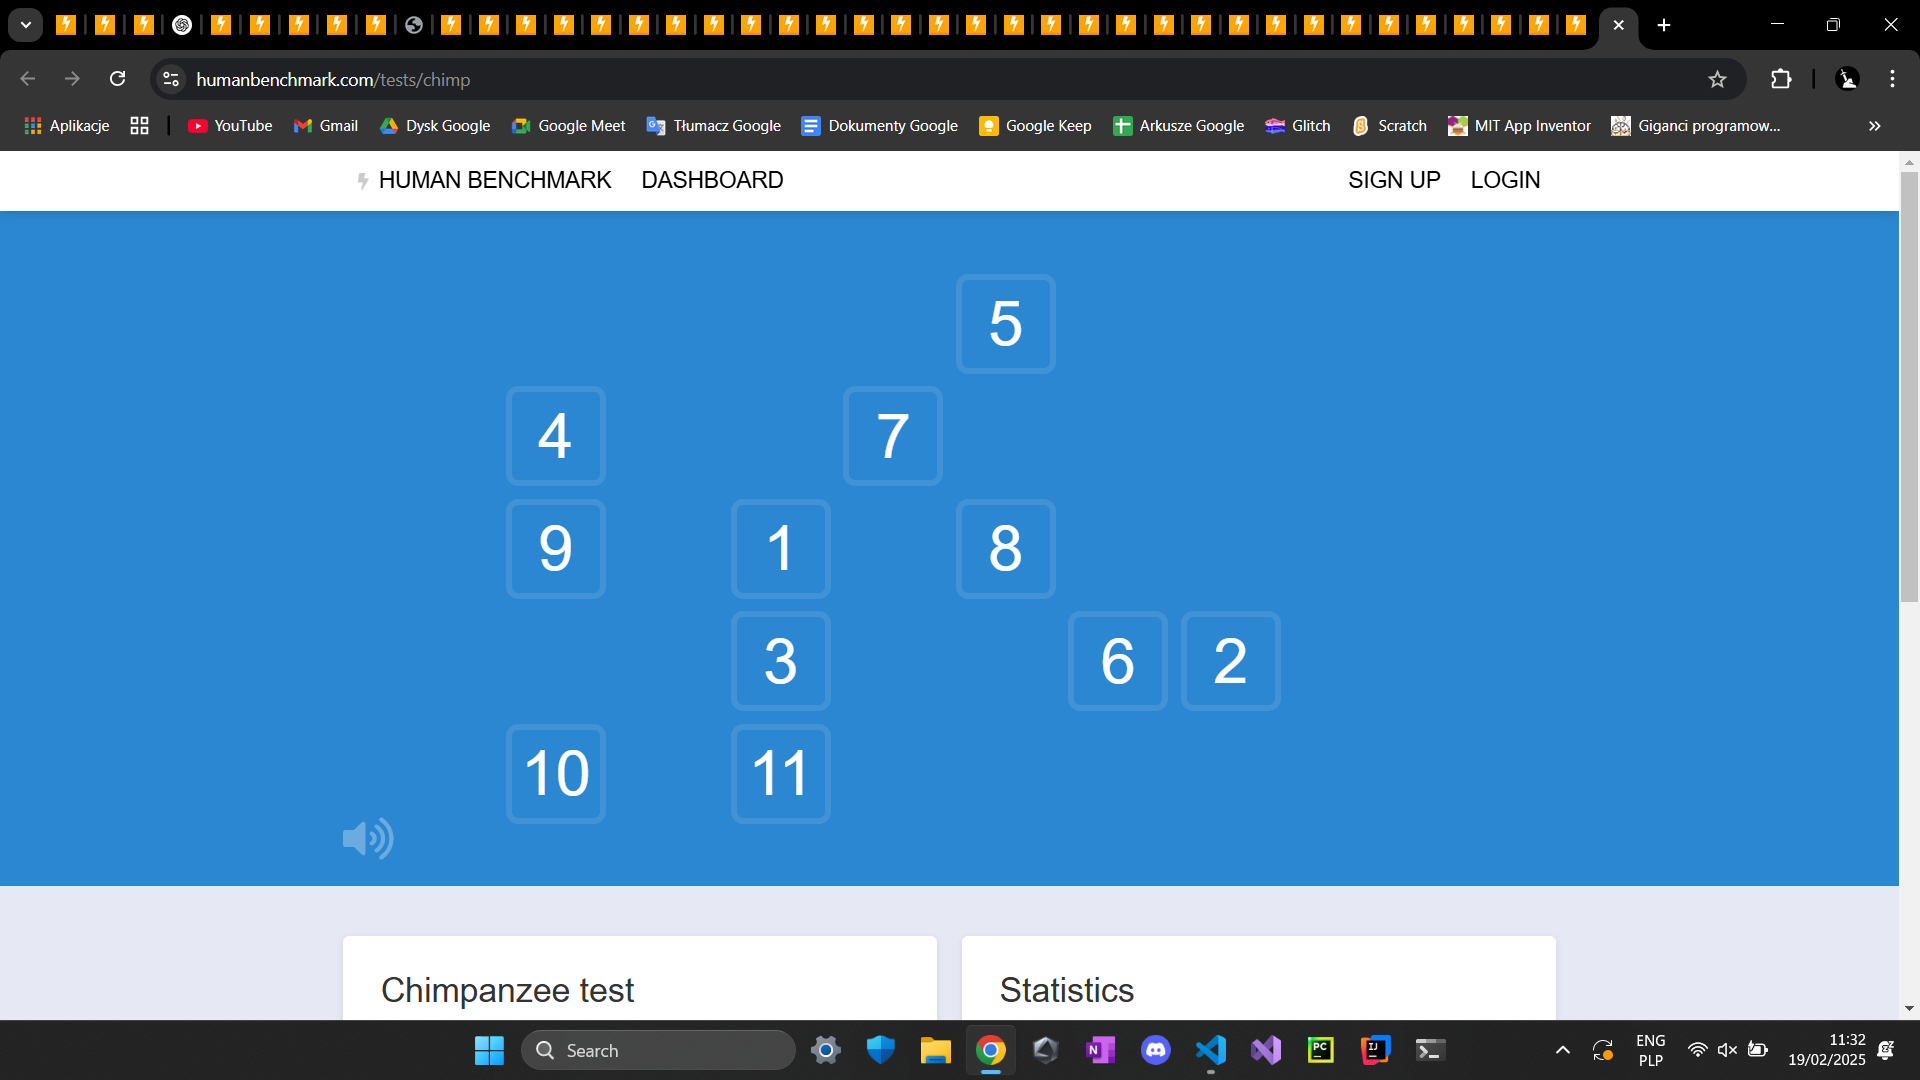 humanbenchmark.com/tests/chimp
Aplikacje YouTube Gmail Dysk Google Google Meet Tłumacz Google Dokumenty Google Google Keep Arkusze Google Glitch Scratch MIT App Inventor Giganci programow... »
HUMAN BENCHMARK DASHBOARD SIGN UP LOGIN
5
4 7
9 1 8
3 6 2
10 11
Chimpanzee test Statistics
Search
ENG 11:32
PLP 19/02/2025